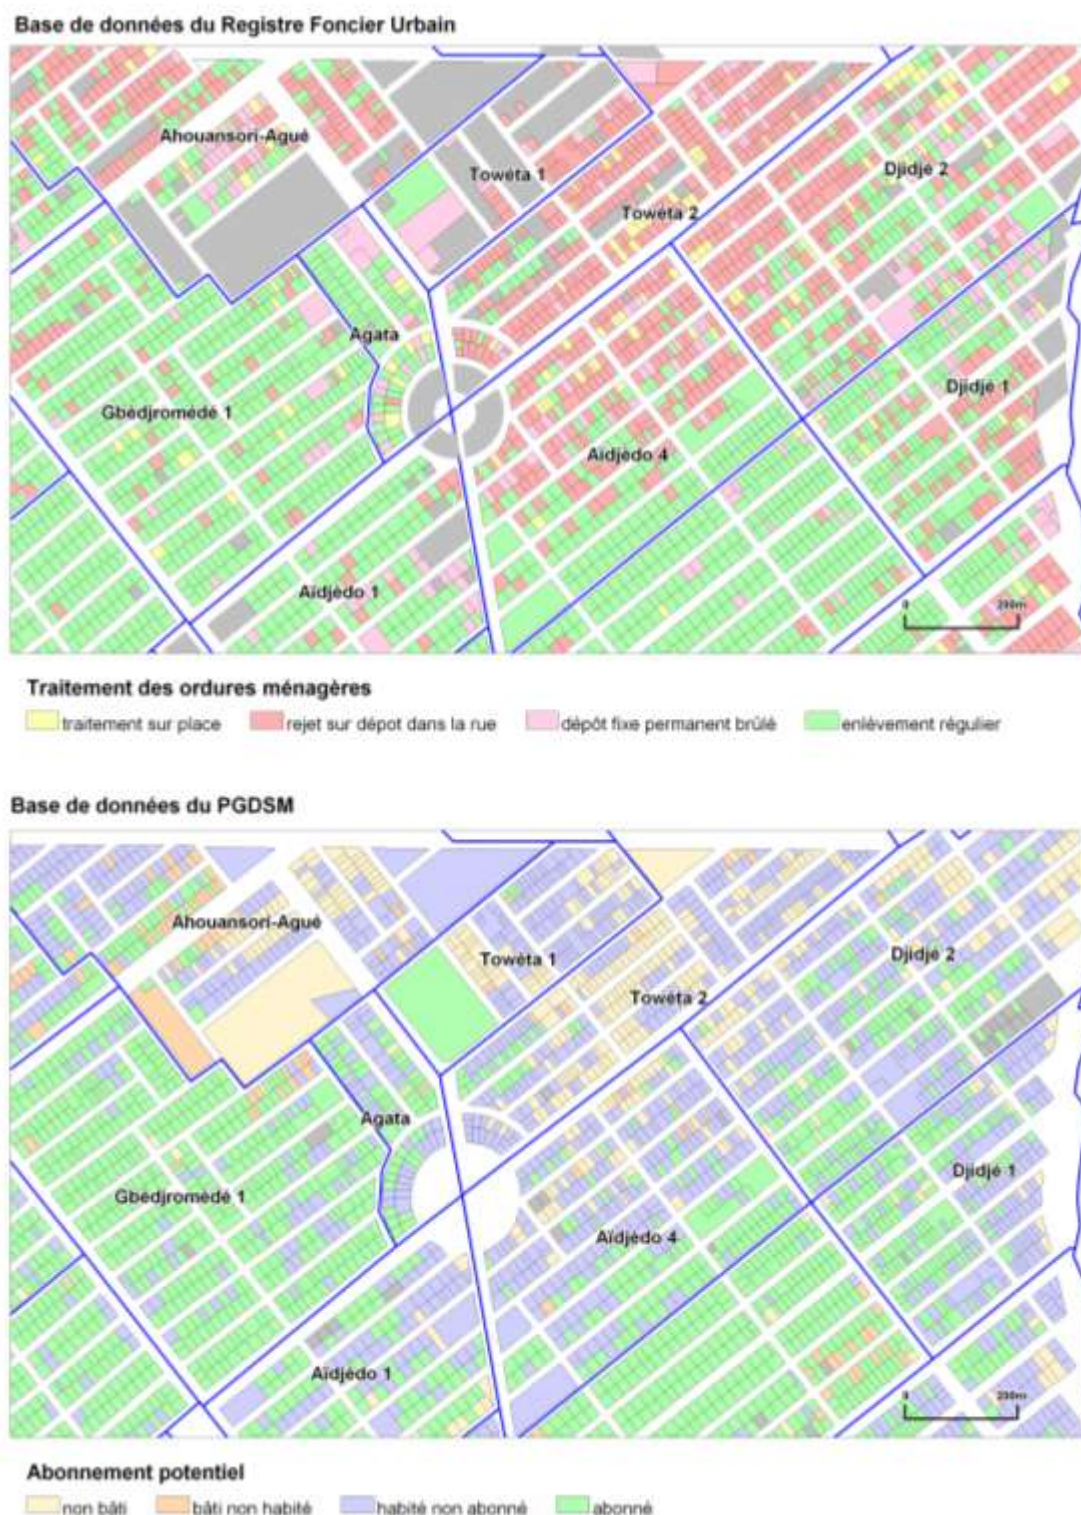 Base de données du Registre Foncier Urbain
Ahouansori-Agué
Towéta 1
Djidjé 2
Towéta 2
Agata
Djidjé 1
Gbèdjromèdé 1
Aïdjèdo 4
Aïdjèdo 1
0 200m
Traitement des ordures ménagères
traitement sur place rejet sur dépot dans la rue dépôt fixe permanent brûlé enlèvement régulier
Base de données du PGDSM
Ahouansori-Agué
Towéta 1
Djidjé 2
Towéta 2
Agata
Djidjé 1
Gbèdjromèdé 1
Aïdjèdo 4
Aïdjèdo 1
0 200m
Abonnement potentiel
non bâti bâti non habité habité non abonné abonné